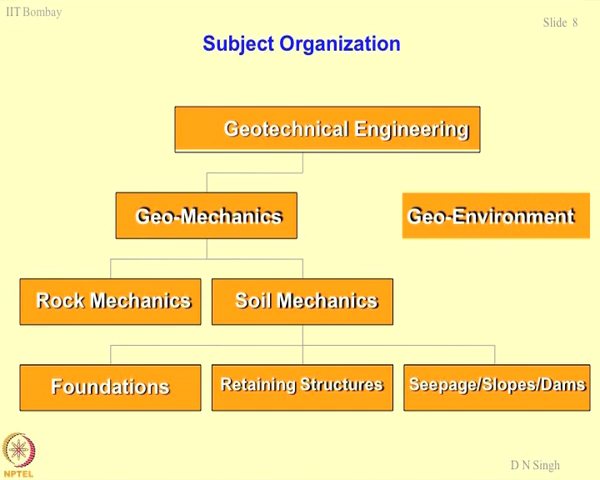 IIT Bombay
Slide 8
Subject Organization
Geotechnical Engineering
Geo-Mechanics
Geo-Environment
Rock Mechanics
Soil Mechanics
Foundations
Retaining Structures
Seepage/Slopes/Dams
NPTEL
D N Singh